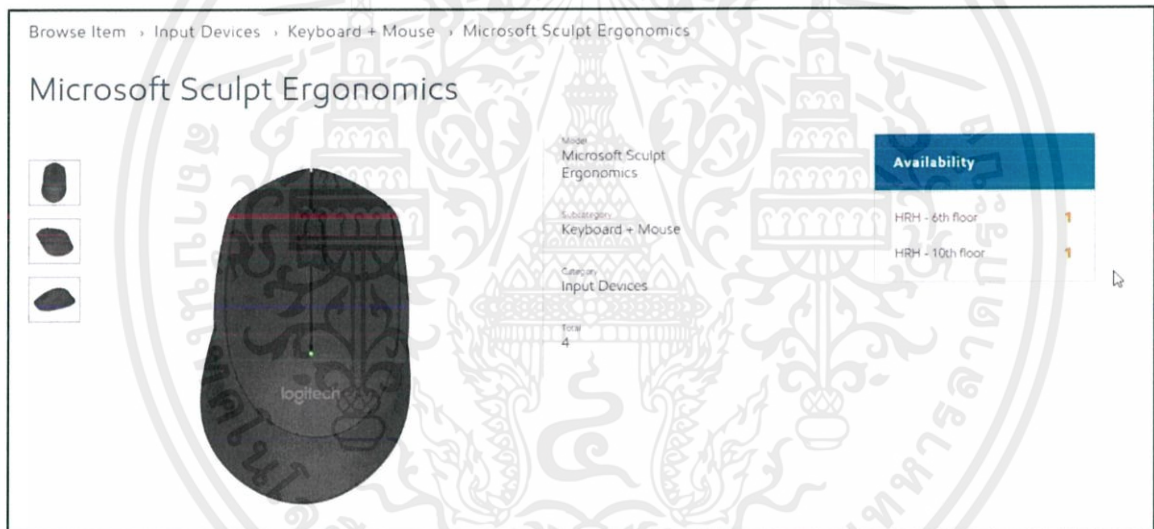 Browse Item › Input Devices › Keyboard + Mouse › Microsoft Sculpt Ergonomics
Microsoft Sculpt Ergonomics
Model
Microsoft Sculpt
Ergonomics
Subcategory
Keyboard + Mouse
Category
Input Devices
Total
4
Availability
HRH - 6th floor 1
HRH - 10th floor 1
logitech